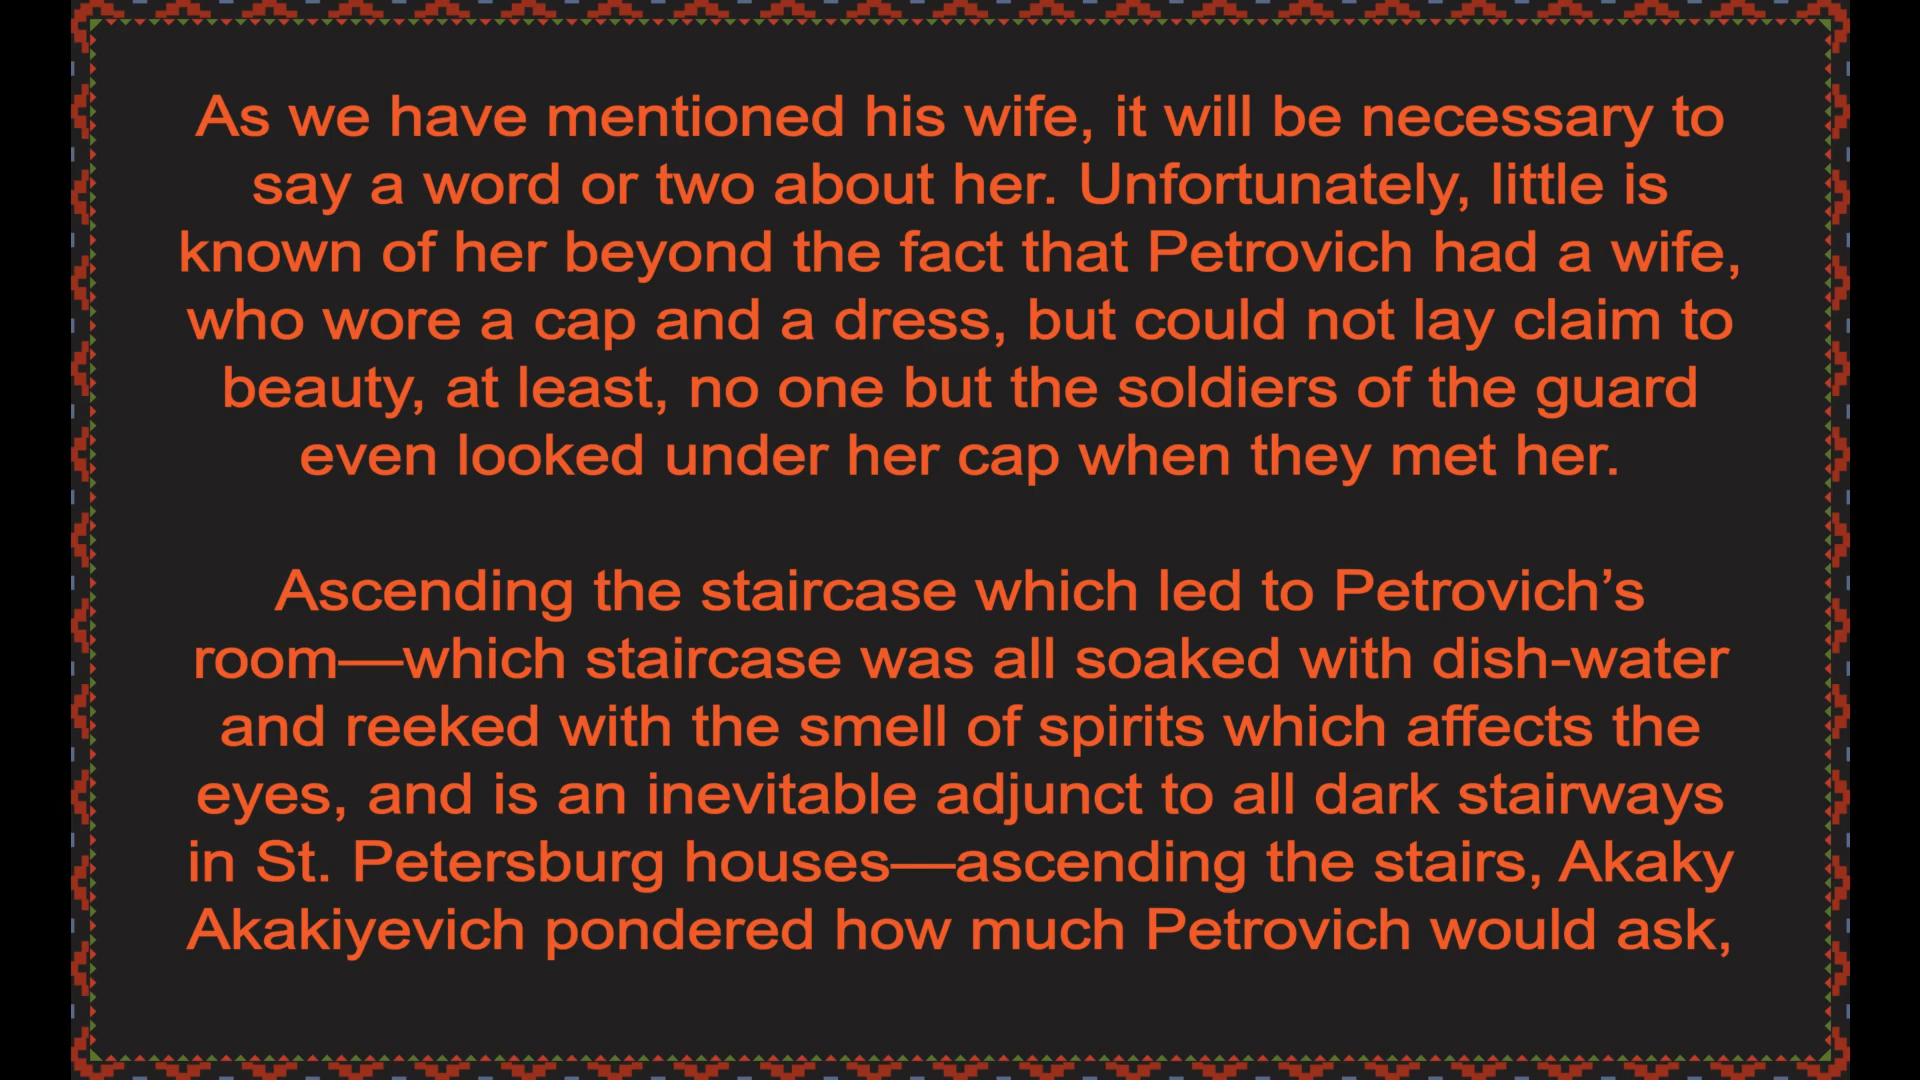 As we have mentioned his wife, it will be necessary to
say a word or two about her. Unfortunately, little is
known of her beyond the fact that Petrovich had a wife,
who wore a cap and a dress, but could not lay claim to
beauty, at least, no one but the soldiers of the guard
even looked under her cap when they met her.
Ascending the staircase which led to Petrovich’s
room—which staircase was all soaked with dish-water
and reeked with the smell of spirits which affects the
eyes, and is an inevitable adjunct to all dark stairways
in St. Petersburg houses—ascending the stairs, Akaky
Akakiyevich pondered how much Petrovich would ask,